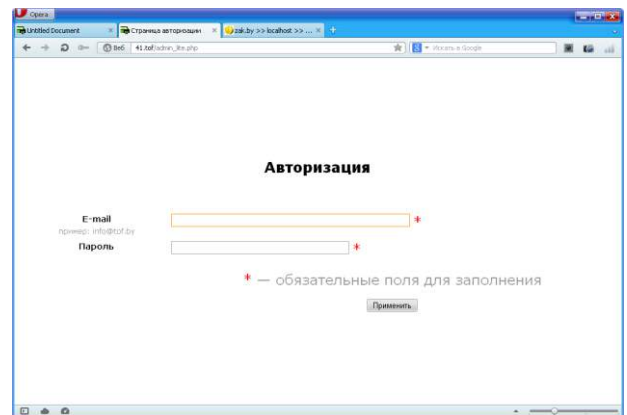 Opera
Untitled Document
Страница авторизации
zak.by >> localhost >> ...
Веб
41.tof/admin_lte.php
Искать в Google
Авторизация
E-mail *
пример: info@tof.by
Пароль *
* — обязательные поля для заполнения
Применить